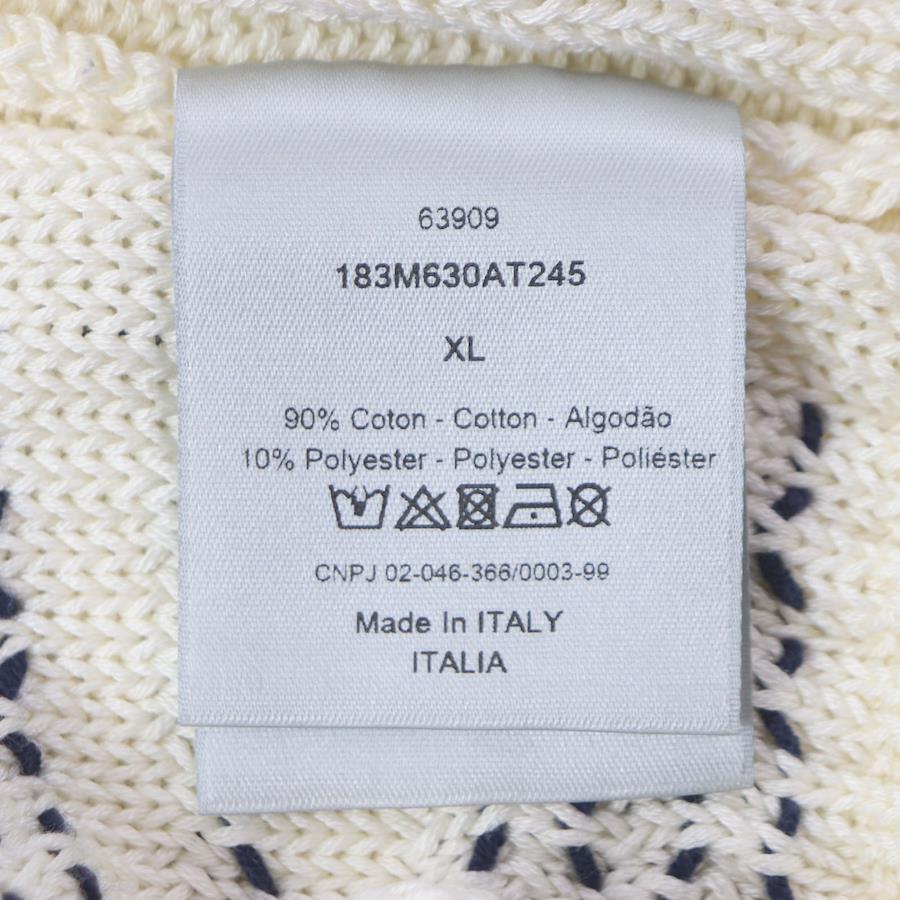 63909
183M630AT245
XL
90% Coton - Cotton - Algodão
10% Polyester - Polyester - Poliéster
CNPJ 02-046-366/0003-99
Made In ITALY
ITALIA